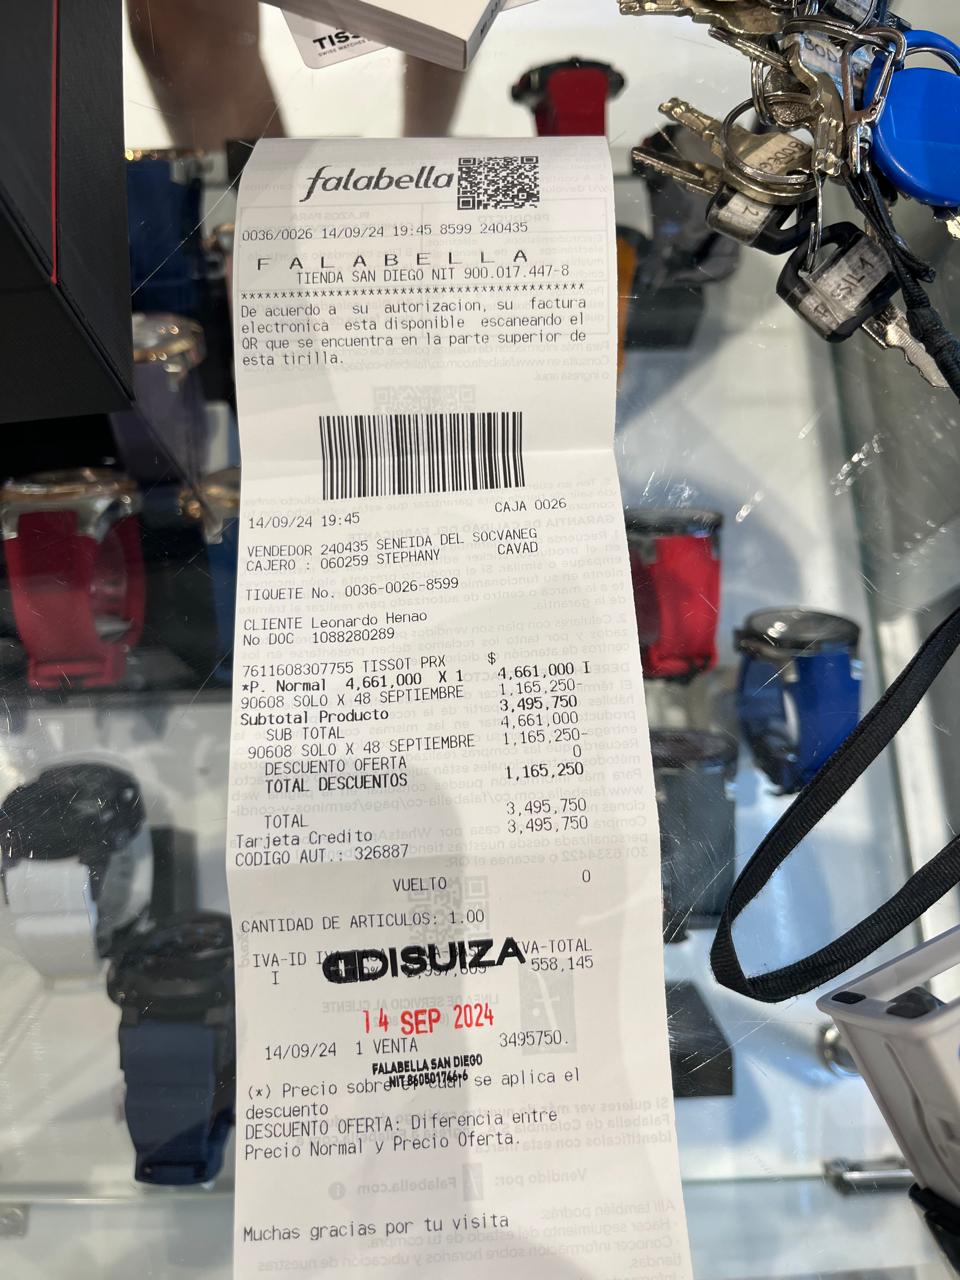 TISS
SWISS WATCHES
BOD
falabella
0036/0026 14/09/24 19:45 8599 240435
F A L A B E L L A
TIENDA SAN DIEGO NIT 900.017.447-8
******************************************
De acuerdo a su autorizacion, su factura
electronica esta disponible escaneando el
QR que se encuentra en la parte superior de
esta tirilla.
14/09/24 19:45 CAJA 0026
VENDEDOR 240435 SENEIDA DEL SOCVANEG
CAJERO : 060259 STEPHANY CAVAD
TIQUETE No. 0036-0026-8599
CLIENTE Leonardo Henao
No DOC 1088280289
7611608307755 TISSOT PRX $ 4,661,000 I
*P. Normal 4,661,000 X 1
90608 SOLO X 48 SEPTIEMBRE 1,165,250-
Subtotal Producto 3,495,750
SUB TOTAL 4,661,000
90608 SOLO X 48 SEPTIEMBRE 1,165,250-
DESCUENTO OFERTA 0
TOTAL DESCUENTOS 1,165,250
TOTAL 3,495,750
Tarjeta Credito 3,495,750
CODIGO AUT.: 326887
VUELTO 0
CANTIDAD DE ARTICULOS: 1.00
IVA-ID IVA-TOTAL
I 558,145
DISUIZA
14 SEP 2024
14/09/24 1 VENTA 3495750.
FALABELLA SAN DIEGO
(*) Precio sobre el cual se aplica el
descuento
DESCUENTO OFERTA: Diferencia entre
Precio Normal y Precio Oferta.
Muchas gracias por tu visita